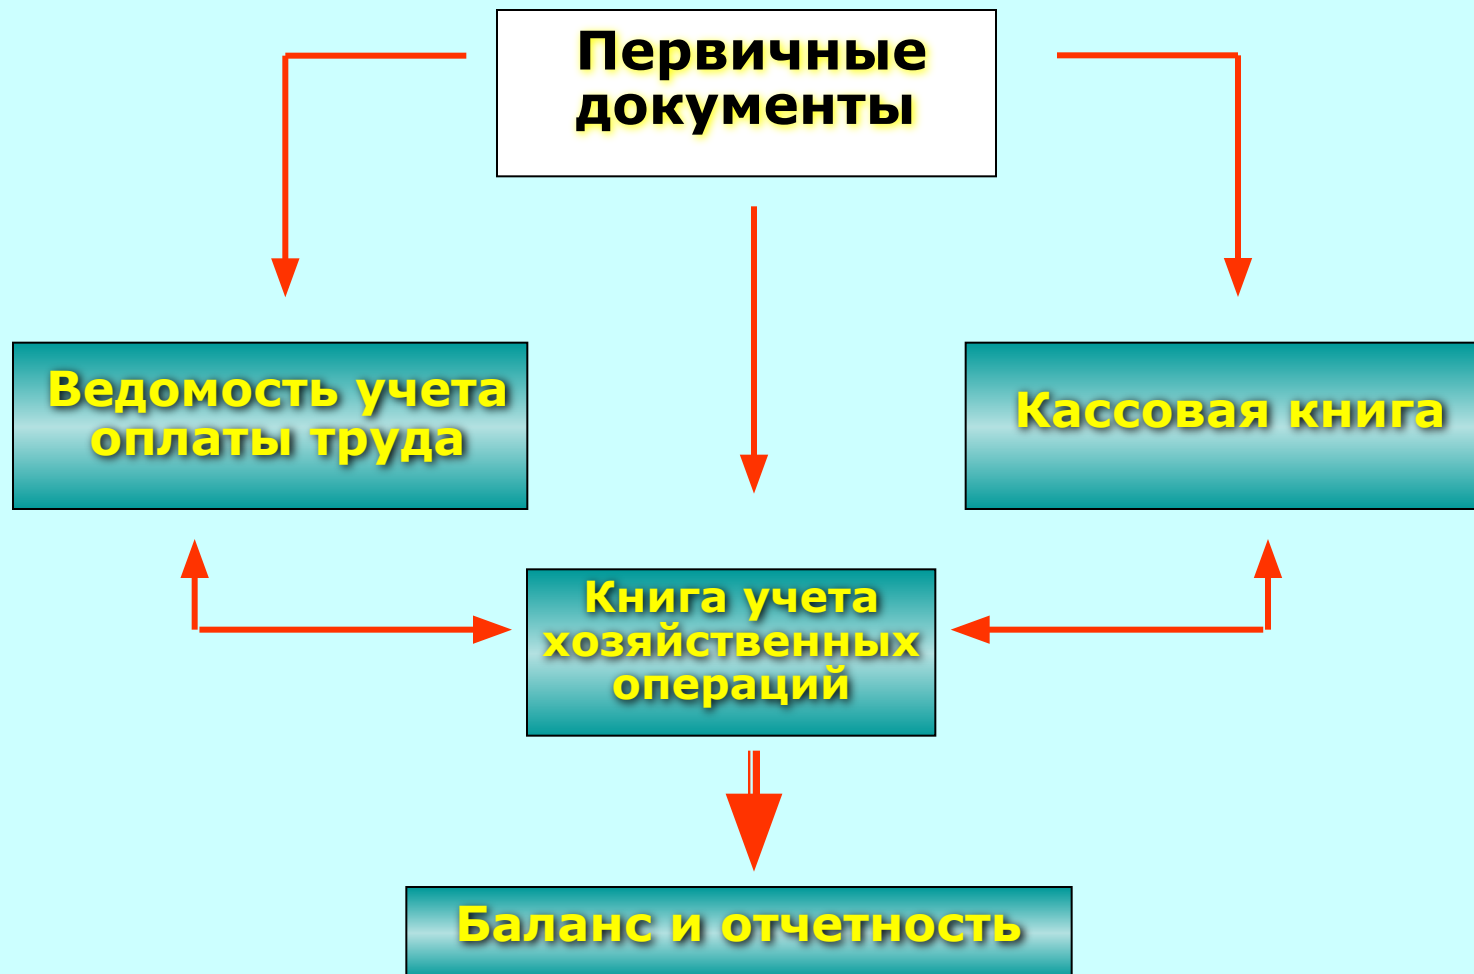 Первичные
документы
Ведомость учета
оплаты труда
Кассовая книга
Книга учета
хозяйственных
операций
Баланс и отчетность